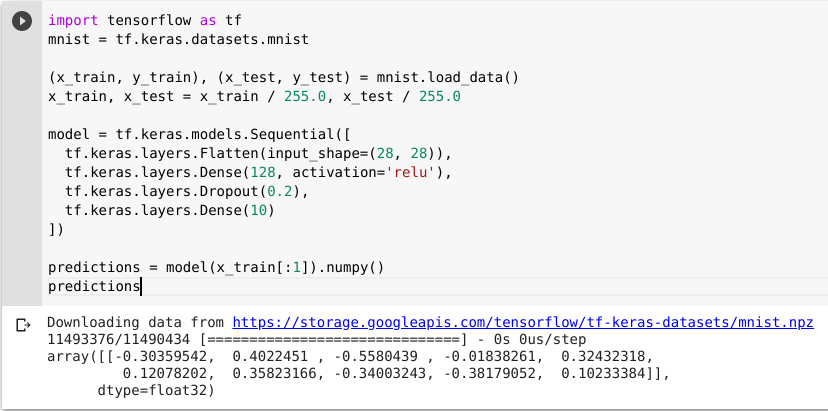 import tensorflow as tf
mnist = tf.keras.datasets.mnist

(x_train, y_train), (x_test, y_test) = mnist.load_data()
x_train, x_test = x_train / 255.0, x_test / 255.0

model = tf.keras.models.Sequential([
  tf.keras.layers.Flatten(input_shape=(28, 28)),
  tf.keras.layers.Dense(128, activation='relu'),
  tf.keras.layers.Dropout(0.2),
  tf.keras.layers.Dense(10)
])

predictions = model(x_train[:1]).numpy()
predictions
Downloading data from https://storage.googleapis.com/tensorflow/tf-keras-datasets/mnist.npz
11493376/11490434 [==============================] - 0s 0us/step
array([[-0.30359542,  0.4022451 , -0.5580439 , -0.01838261,  0.32432318,
         0.12078202,  0.35823166, -0.34003243, -0.38179052,  0.10233384]],
      dtype=float32)